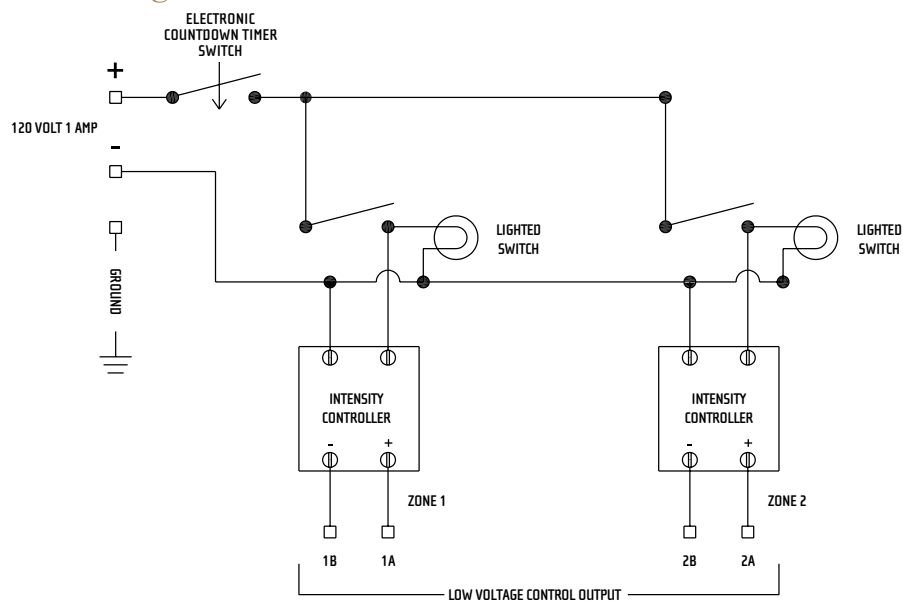 ELECTRONIC
COUNTDOWN TIMER
SWITCH
+
120 VOLT 1 AMP
-
GROUND
LIGHTED
SWITCH
LIGHTED
SWITCH
INTENSITY
CONTROLLER
- +
INTENSITY
CONTROLLER
- +
ZONE 1
ZONE 2
1B 1A
2B 2A
LOW VOLTAGE CONTROL OUTPUT